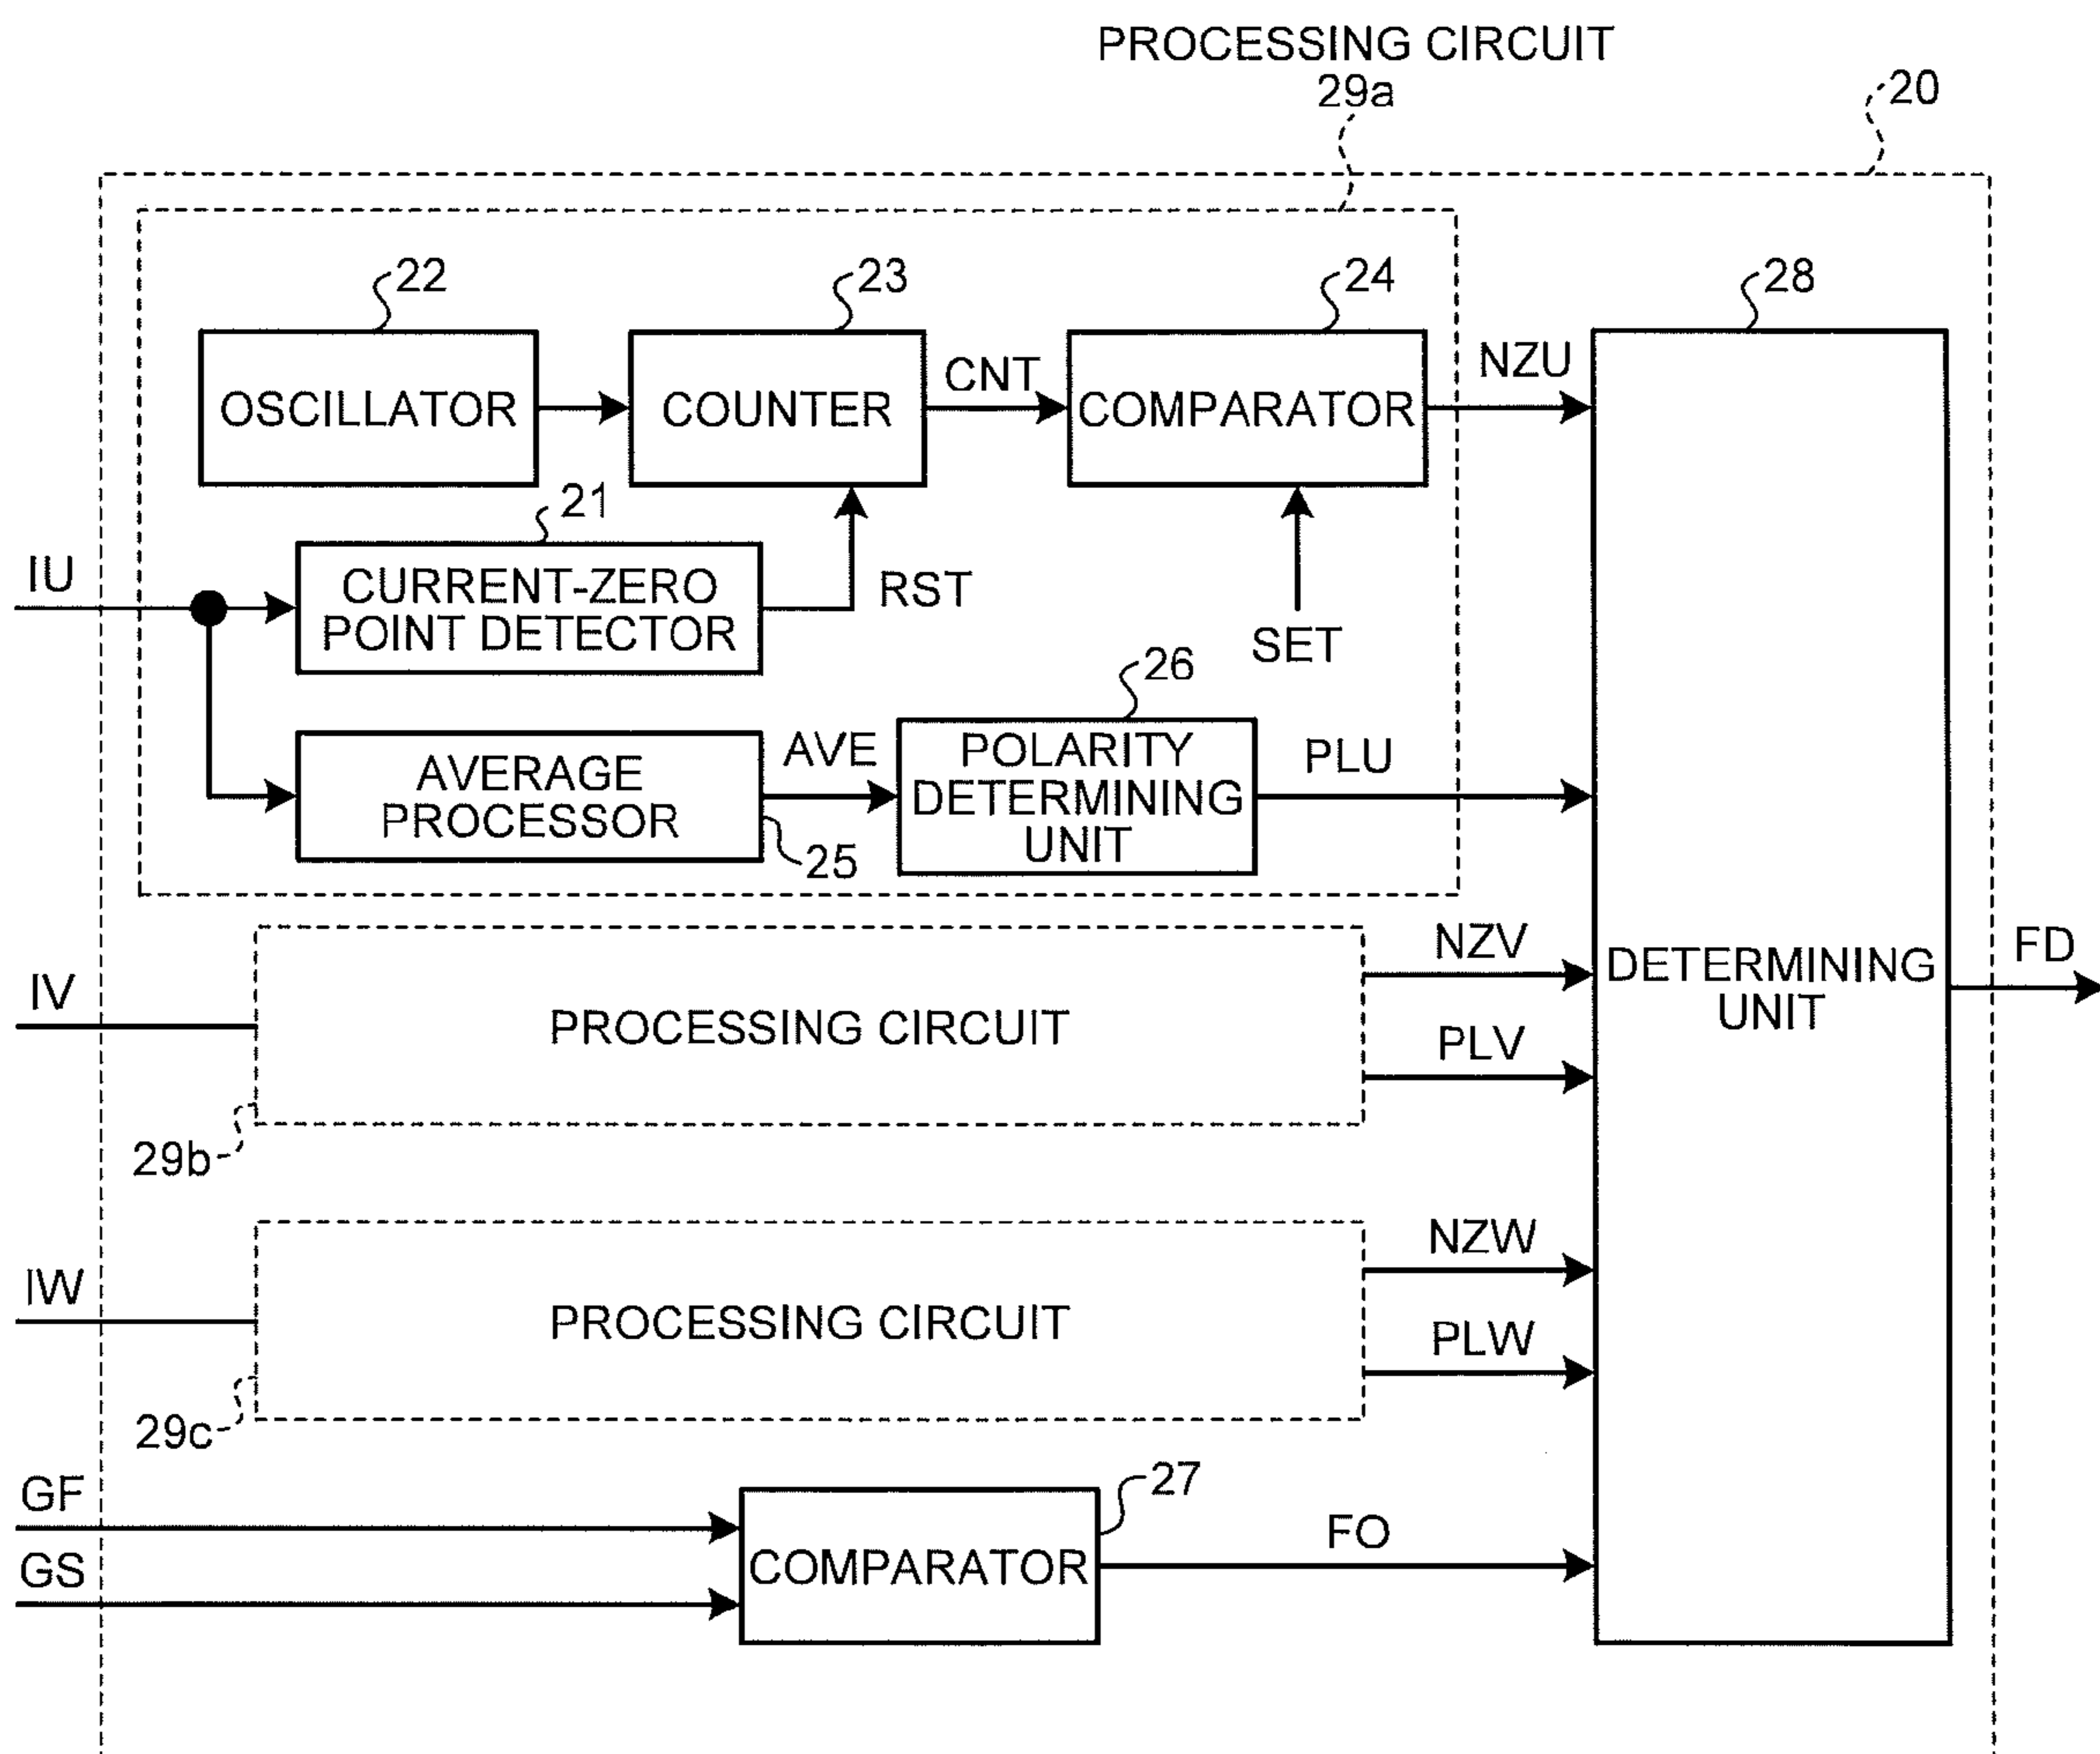 PROCESSING CIRCUIT
29a
20
22
23
24
28
OSCILLATOR
COUNTER
CNT
COMPARATOR
NZU
21
IU
CURRENT-ZERO
POINT DETECTOR
RST
SET
26
AVERAGE
PROCESSOR
25
AVE
POLARITY
DETERMINING
UNIT
PLU
DETERMINING
UNIT
FD
IV
PROCESSING CIRCUIT
NZV
PLV
29b
IW
PROCESSING CIRCUIT
NZW
PLW
29c
GF
GS
27
COMPARATOR
FO